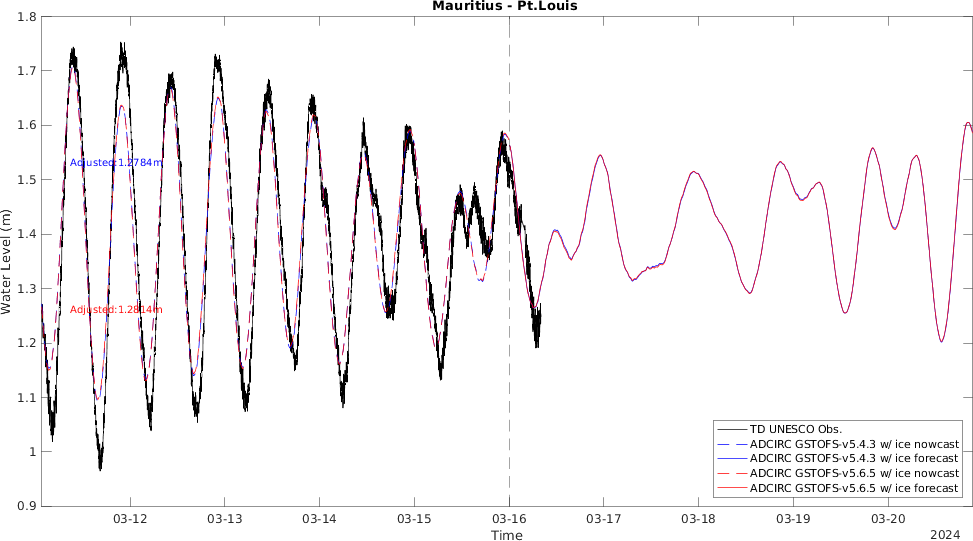 Mauritius - Pt.Louis
1.8
1.7
1.6
1.5
1.4
1.3
1.2
1.1
1
0.9
Water Level (m)
Adjusted:1.2784m
Adjusted:1.2814m
TD UNESCO Obs.
ADCIRC GSTOFS-v5.4.3 w/ ice nowcast
ADCIRC GSTOFS-v5.4.3 w/ ice forecast
ADCIRC GSTOFS-v5.6.5 w/ ice nowcast
ADCIRC GSTOFS-v5.6.5 w/ ice forecast
03-12 03-13 03-14 03-15 03-16 03-17 03-18 03-19 03-20
Time
2024